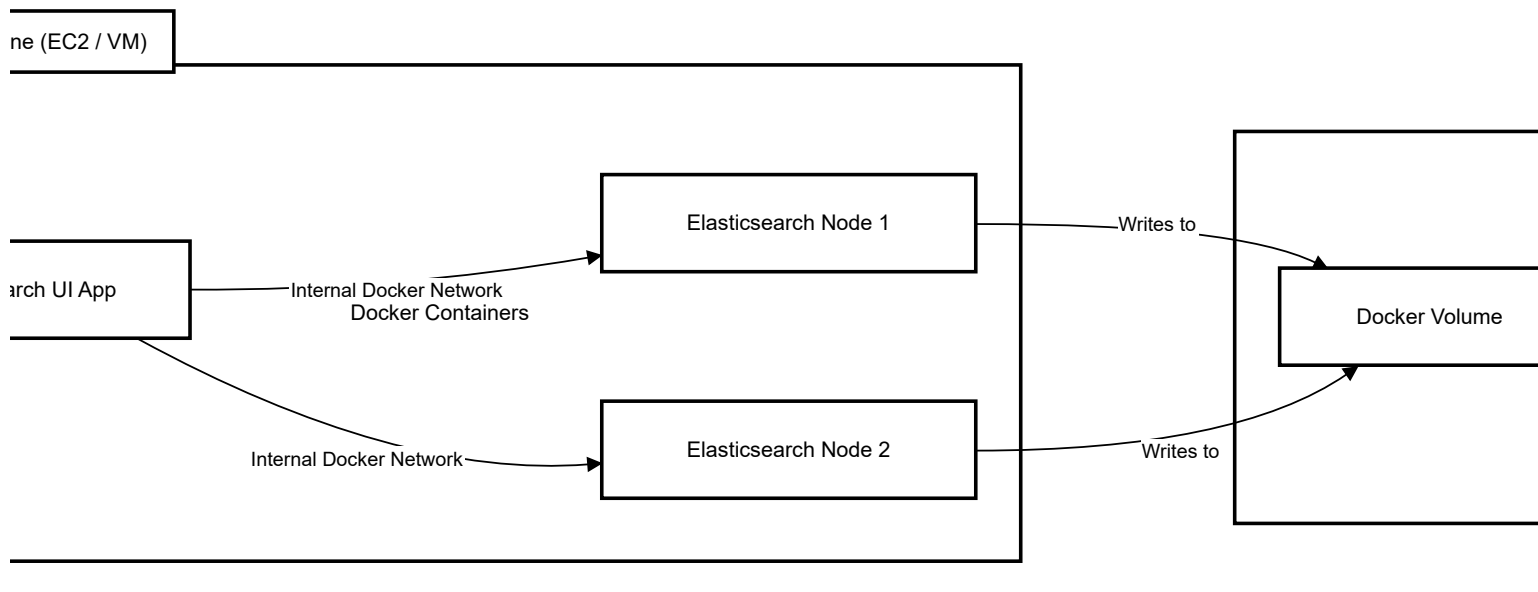 ne (EC2 / VM)
Elasticsearch Node 1
Writes to
arch UI App
Internal Docker Network
Docker Containers
Docker Volume
Elasticsearch Node 2
Internal Docker Network
Writes to